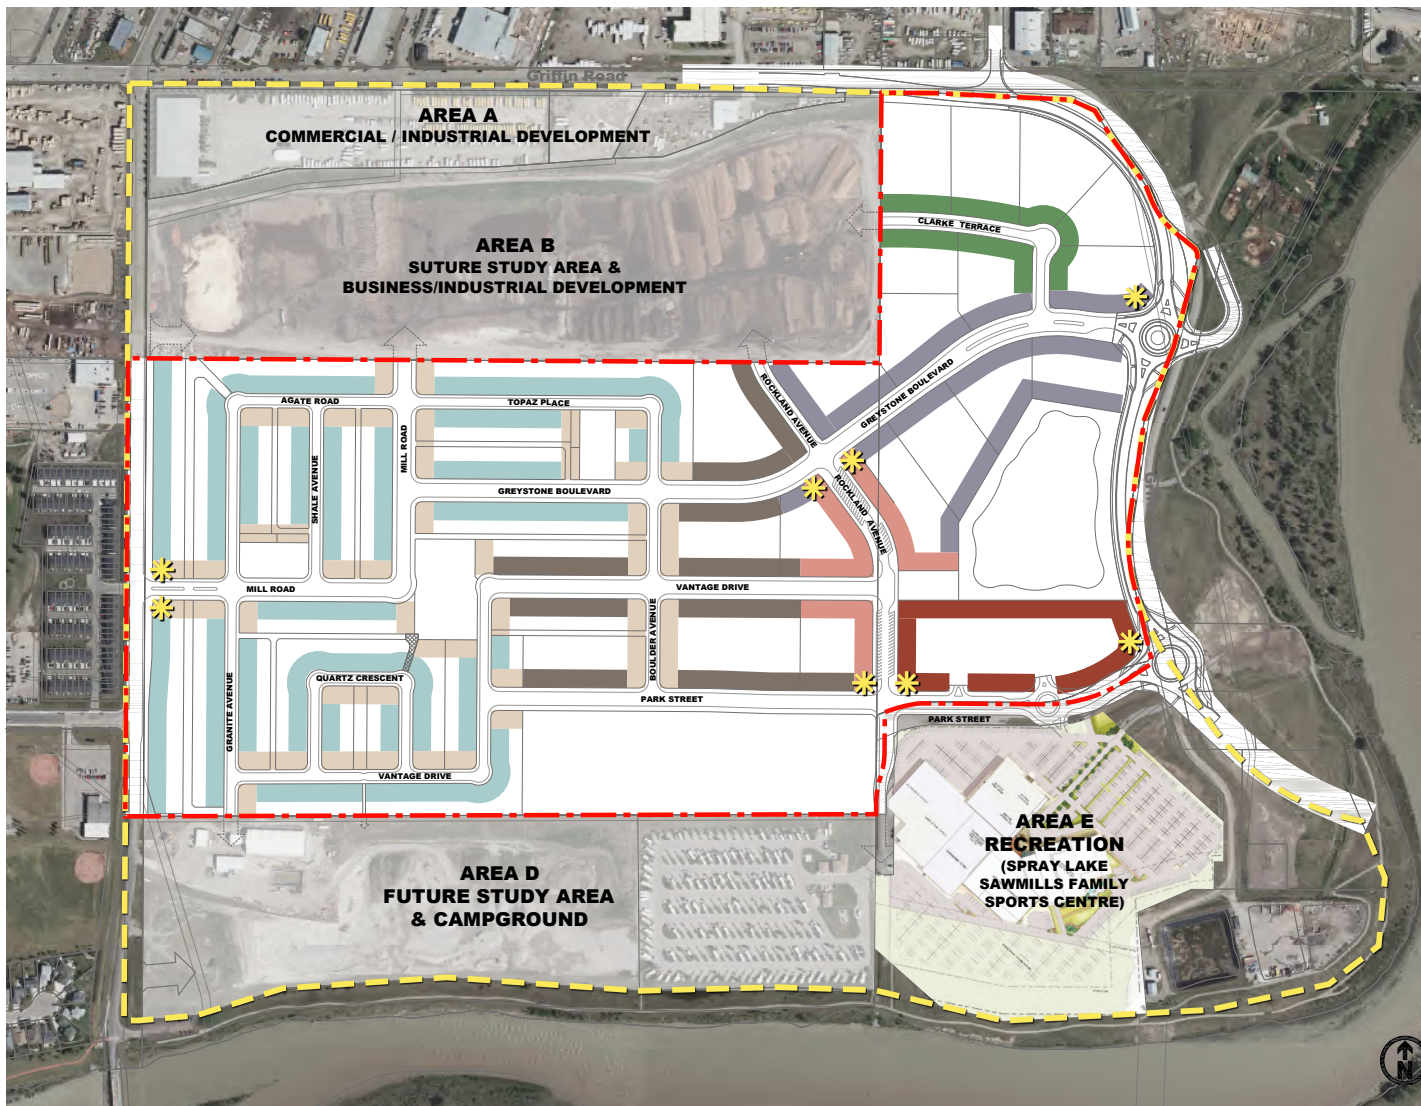 Griffin Road
AREA A
COMMERCIAL / INDUSTRIAL DEVELOPMENT
AREA B
SUTURE STUDY AREA &
BUSINESS/INDUSTRIAL DEVELOPMENT
CLARKE TERRACE
GREYSTONE BOULEVARD
ROCKLAND AVENUE
AGATE ROAD
TOPAZ PLACE
MILL ROAD
SHALE AVENUE
GREYSTONE BOULEVARD
ROCKLAND AVENUE
MILL ROAD
VANTAGE DRIVE
BOULDER AVENUE
QUARTZ CRESCENT
GRANITE AVENUE
PARK STREET
PARK STREET
VANTAGE DRIVE
AREA E
RECREATION
(SPRAY LAKE
SAWMILLS FAMILY
SPORTS CENTRE)
AREA D
FUTURE STUDY AREA
& CAMPGROUND
N